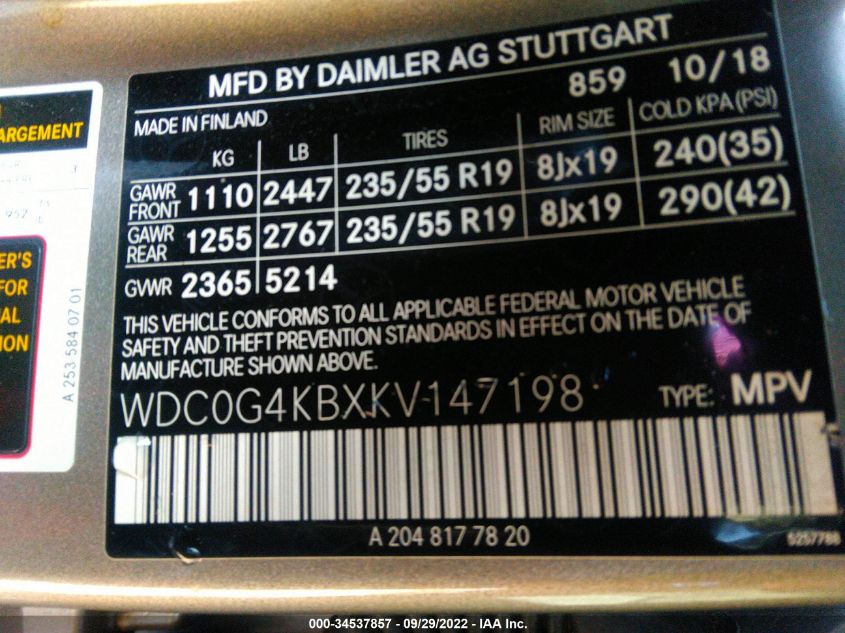 MFD BY DAIMLER AG STUTTGART
859 10/18
MADE IN FINLAND
KG LB TIRES RIM SIZE COLD KPA (PSI)
GAWR FRONT 1110 2447 235/55 R19 8Jx19 240(35)
GAWR REAR 1255 2767 235/55 R19 8Jx19 290(42)
GVWR 2365 5214
THIS VEHICLE CONFORMS TO ALL APPLICABLE FEDERAL MOTOR VEHICLE
SAFETY AND THEFT PREVENTION STANDARDS IN EFFECT ON THE DATE OF
MANUFACTURE SHOWN ABOVE.
WDC0G4KBXKV147198 TYPE: MPV
A 204 817 78 20
5257788
ARGEMENT
ER'S
FOR
AL
TION
A 253 584 07 01
000-34537857 - 09/29/2022 - IAA Inc.